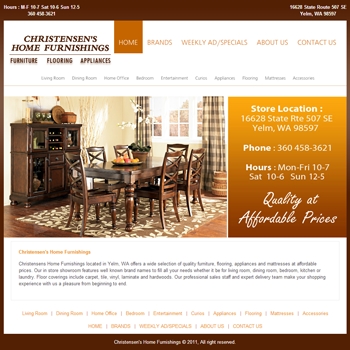 Hours : M-F 10-7 Sat 10-6 Sun 12-5
360 458-3621
16628 State Route 507 SE
Yelm, WA 98597
CHRISTENSEN'S
HOME FURNISHINGS
FURNITURE FLOORING APPLIANCES
HOME BRANDS WEEKLY AD/SPECIALS ABOUT US CONTACT US
Living Room Dining Room Home Office Bedroom Entertainment Curios Appliances Flooring Mattresses Accessories
Store Location :
16628 State Rte 507 SE
Yelm, WA 98597
Phone : 360 458-3621
Hours : Mon-Fri 10-7
Sat 10-6 Sun 12-5
Quality at
Affordable Prices
Christensen's Home Furnishings
Christensens Home Furnishings located in Yelm, WA offers a wide selection of quality furniture, flooring, appliances and mattresses at affordable
prices. Our in store showroom features well known brand names to fill all your needs whether it be for living room, dining room, bedroom, kitchen or
laundry. Floor coverings include carpet, tile, vinyl, laminate and hardwoods. Our professional sales staff and expert delivery team make your shopping
experience with us a pleasure from beginning to end.
Living Room | Dining Room | Home Office | Bedroom | Entertainment | Curios | Appliances | Flooring | Mattresses | Accessories
HOME | BRANDS | WEEKLY AD/SPECIALS | ABOUT US | CONTACT US
Christensen's Home Furnishings © 2011, All right reserved.